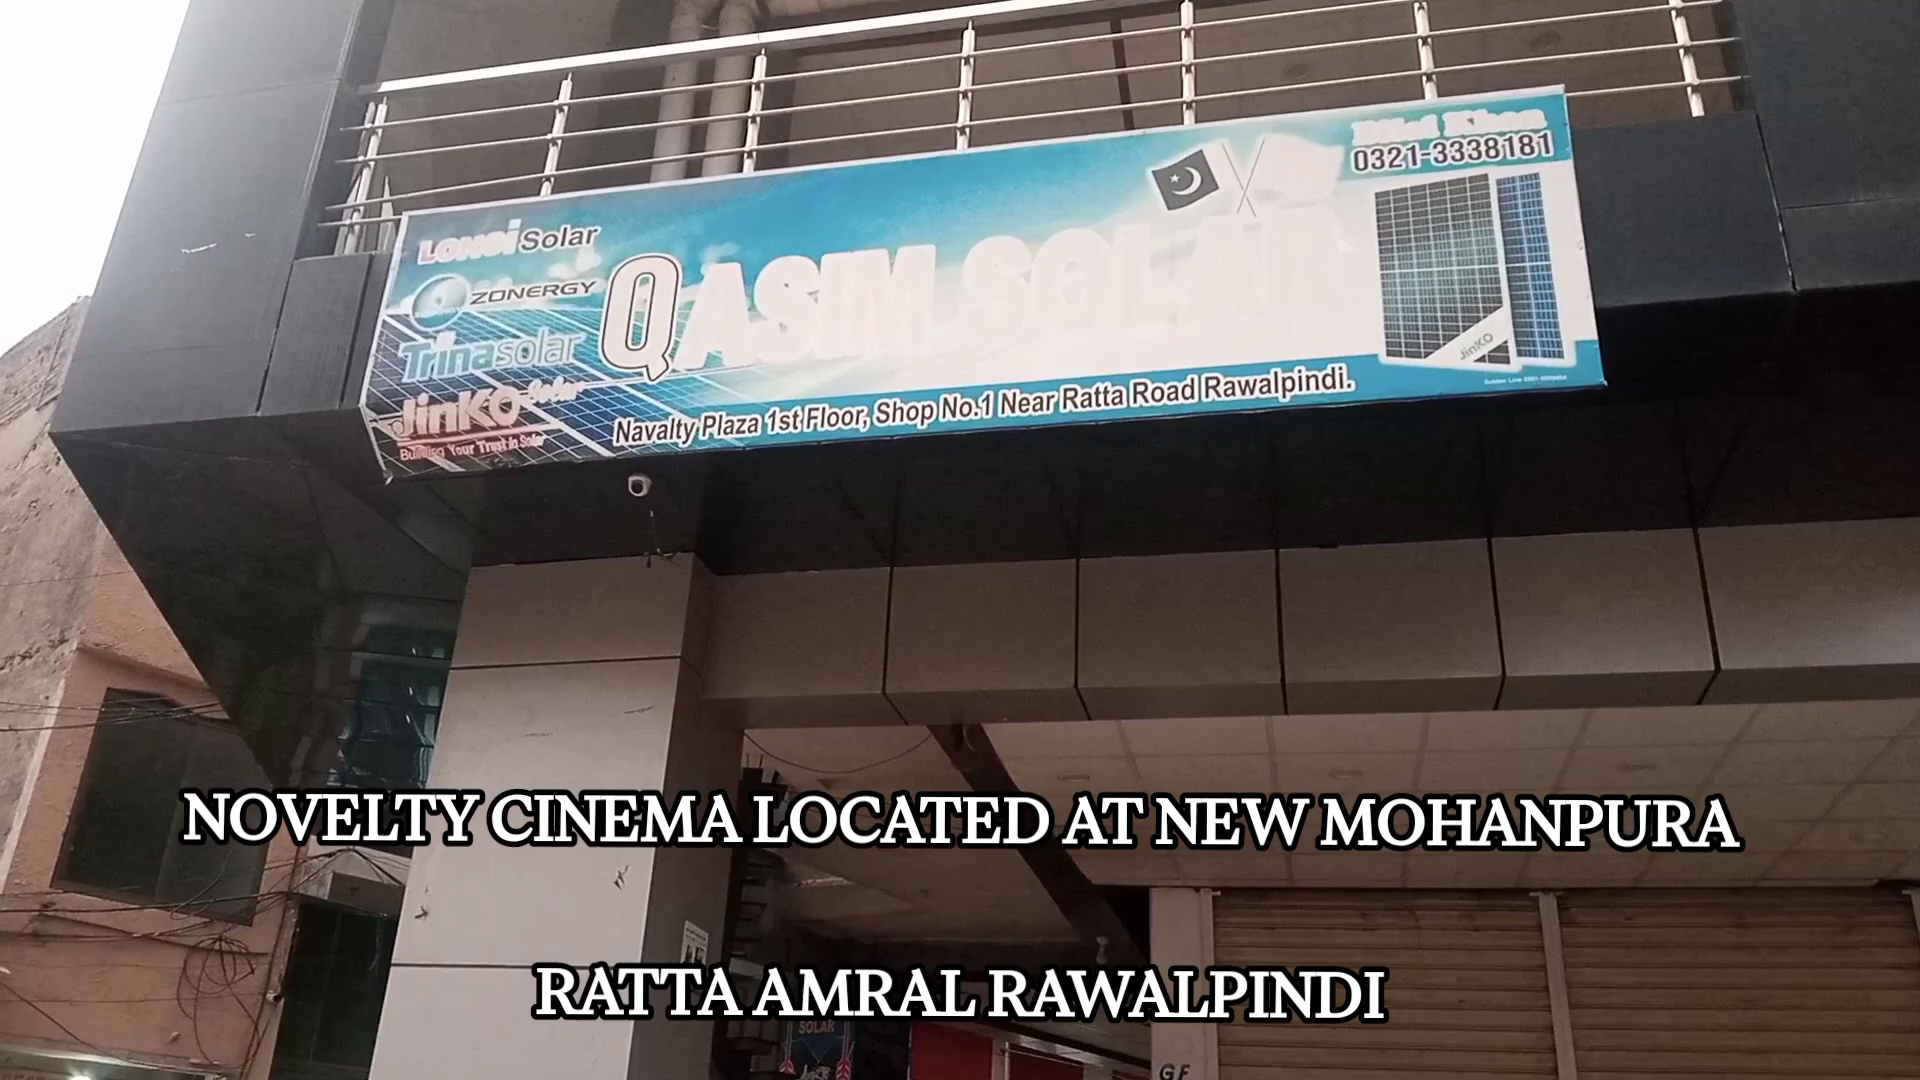 Bilal Khan
0321-3338181
LONGi Solar
ZONERGY
Trinasolar
JinKO Solar
Building Your Trust in Solar
QASIM SOLAR
JinKO
Navalty Plaza 1st Floor, Shop No.1 Near Ratta Road Rawalpindi.
NOVELTY CINEMA LOCATED AT NEW MOHANPURA
RATTA AMRAL RAWALPINDI
SOLAR
GF